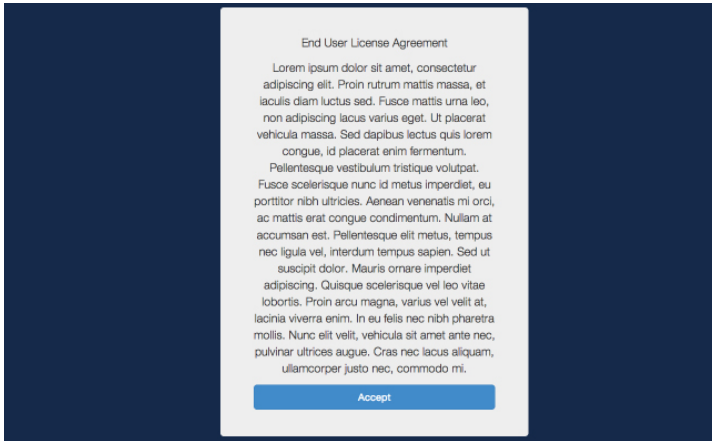 End User License Agreement
Lorem ipsum dolor sit amet, consectetur
adipiscing elit. Proin rutrum mattis massa, et
iaculis diam luctus sed. Fusce mattis urna leo,
non adipiscing lacus varius eget. Ut placerat
vehicula massa. Sed dapibus lectus quis lorem
congue, id placerat enim fermentum.
Pellentesque vestibulum tristique volutpat.
Fusce scelerisque nunc id metus imperdiet, eu
porttitor nibh ultricies. Aenean venenatis mi orci,
ac mattis erat congue condimentum. Nullam at
accumsan est. Pellentesque elit metus, tempus
nec ligula vel, interdum tempus sapien. Sed ut
suscipit dolor. Mauris ornare imperdiet
adipiscing. Quisque scelerisque vel leo vitae
lobortis. Proin arcu magna, varius vel velit at,
lacinia viverra enim. In eu felis nec nibh pharetra
mollis. Nunc elit velit, vehicula sit amet ante nec,
pulvinar ultrices augue. Cras nec lacus aliquam,
ullamcorper justo nec, commodo mi.
Accept